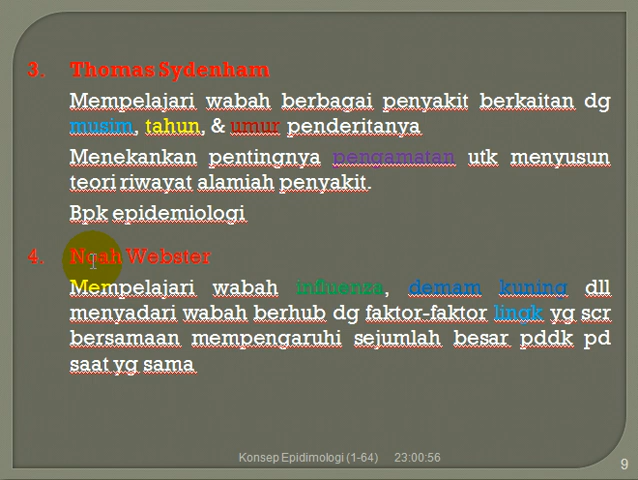 3. Thomas Sydenham
Mempelajari wabah berbagai penyakit berkaitan dg
musim, tahun, & umur penderitanya
Menekankan pentingnya pengamatan utk menyusun
teori riwayat alamiah penyakit.
Bpk epidemiologi
4. Noah Webster
Mempelajari wabah influenza, demam kuning dll
menyadari wabah berhub dg faktor-faktor lingk yg scr
bersamaan mempengaruhi sejumlah besar pddk pd
saat yg sama
Konsep Epidimologi (1-64) 23:00:56
9